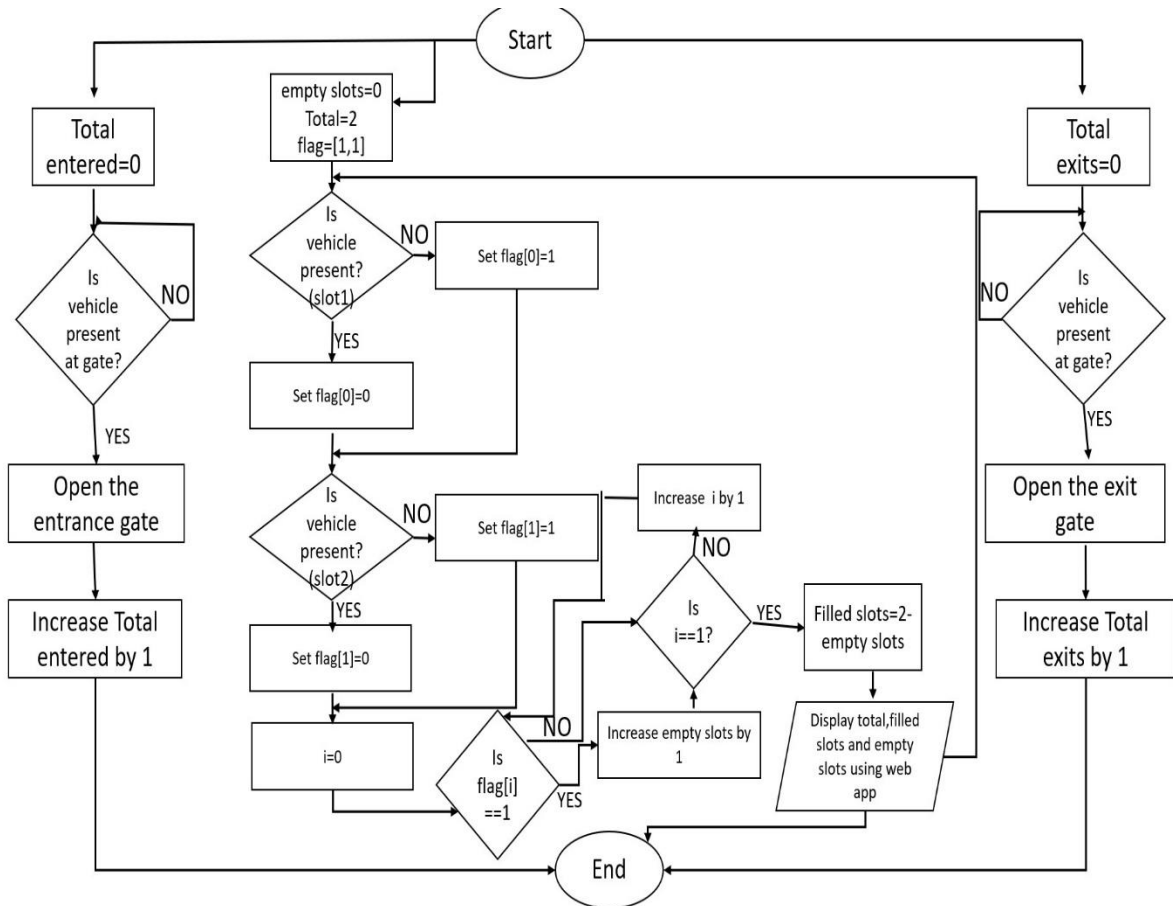 Start
Total
entered=0
Is
vehicle
present
at gate?
NO
YES
Open the
entrance gate
Increase Total
entered by 1
empty slots=0
Total=2
flag=[1,1]
Is
vehicle
present?
(slot1)
NO
Set flag[0]=1
YES
Set flag[0]=0
Is
vehicle
present?
(slot2)
NO
Set flag[1]=1
YES
Set flag[1]=0
i=0
Is
flag[i]
==1
NO
YES
Increase empty slots by
1
Is
i==1?
NO
Increase i by 1
YES
Filled slots=2-
empty slots
Display total,filled
slots and empty
slots using web
app
Total
exits=0
Is
vehicle
present
at gate?
NO
YES
Open the exit
gate
Increase Total
exits by 1
End